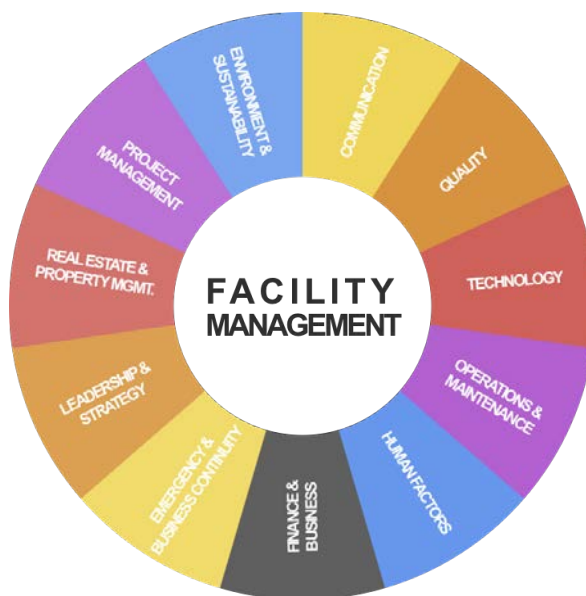 FACILITY
MANAGEMENT
COMMUNICATION
QUALITY
TECHNOLOGY
OPERATIONS &
MAINTENANCE
HUMAN FACTORS
FINANCE &
BUSINESS
EMERGENCY &
BUSINESS CONTINUITY
LEADERSHIP &
STRATEGY
REAL ESTATE &
PROPERTY MGMT.
PROJECT
MANAGEMENT
ENVIRONMENT &
SUSTAINABILITY